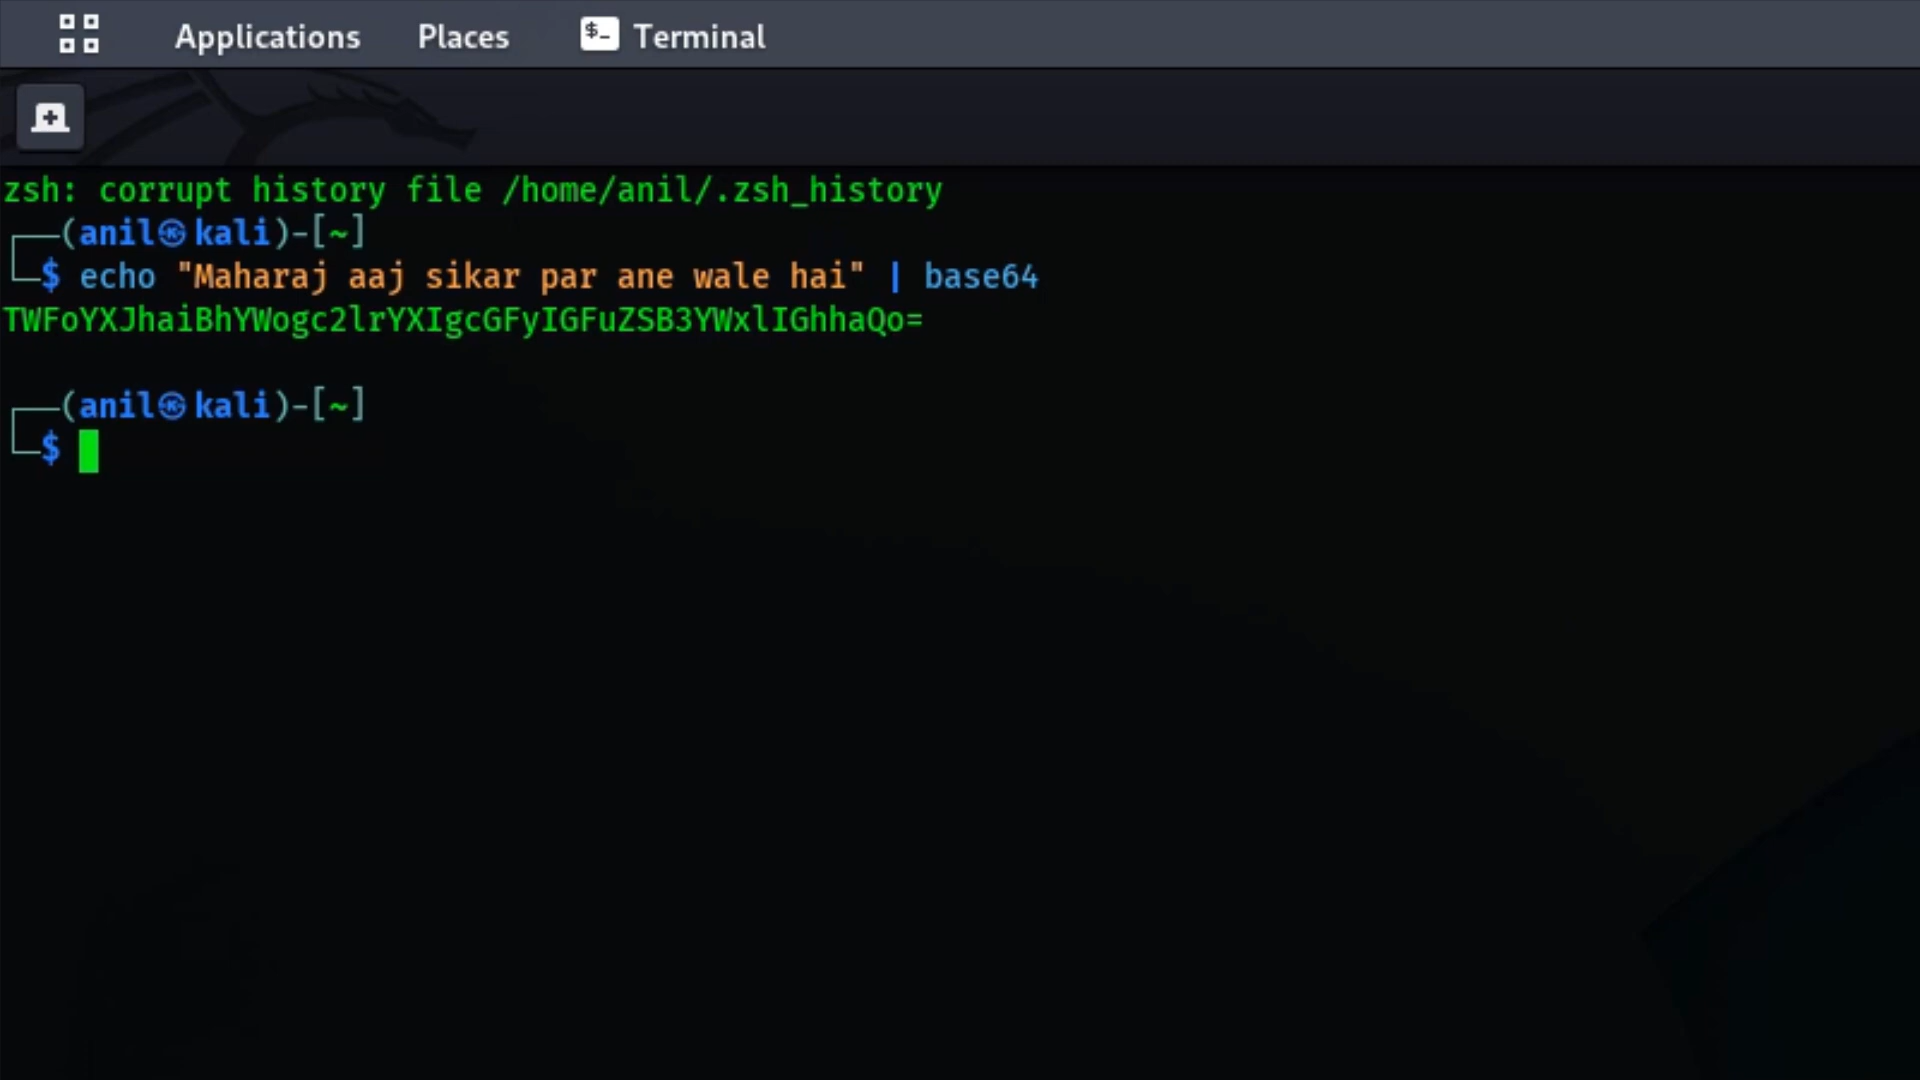 Applications Places Terminal
zsh: corrupt history file /home/anil/.zsh_history
┌──(anil㉿kali)-[~]
└─$ echo "Maharaj aaj sikar par ane wale hai" | base64
TWFoYXJhaiBhYWogc2lrYXIgcGFyIGFuZSB3YWxlIGhhaQo=
┌──(anil㉿kali)-[~]
└─$